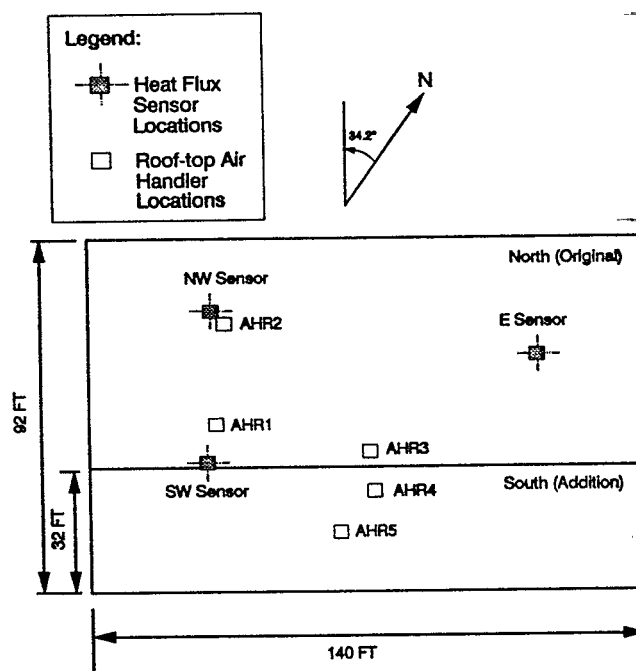 Legend:
Heat Flux
Sensor
Locations
Roof-top Air
Handler
Locations
N
34.2°
North (Original)
NW Sensor
AHR2
E Sensor
92 FT
AHR1
AHR3
SW Sensor
South (Addition)
AHR4
32 FT
AHR5
140 FT